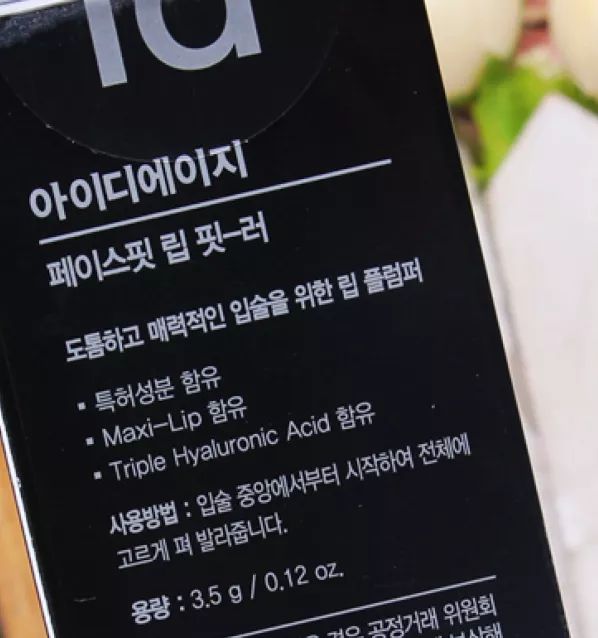 아이디에이지
페이스핏 립 핏-러
도톰하고 매력적인 입술을 위한 립 플럼퍼
▪ 특허성분 함유
▪ Maxi-Lip 함유
▪ Triple Hyaluronic Acid 함유
사용방법 : 입술 중앙에서부터 시작하여 전체에
고르게 펴 발라줍니다.
용량 : 3.5 g / 0.12 oz.
경우 공정거래 위원회